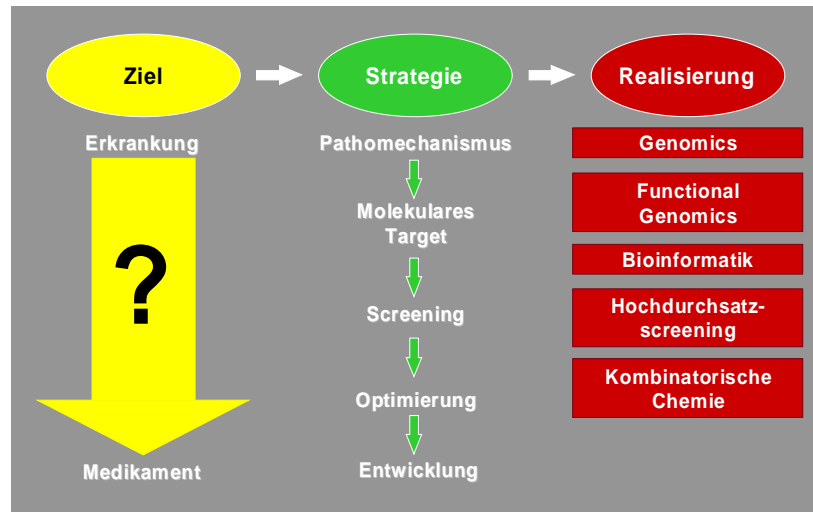 Ziel
Strategie
Realisierung
Erkrankung
?
Medikament
Pathomechanismus
Molekulares
Target
Screening
Optimierung
Entwicklung
Genomics
Functional
Genomics
Bioinformatik
Hochdurchsatz-
screening
Kombinatorische
Chemie